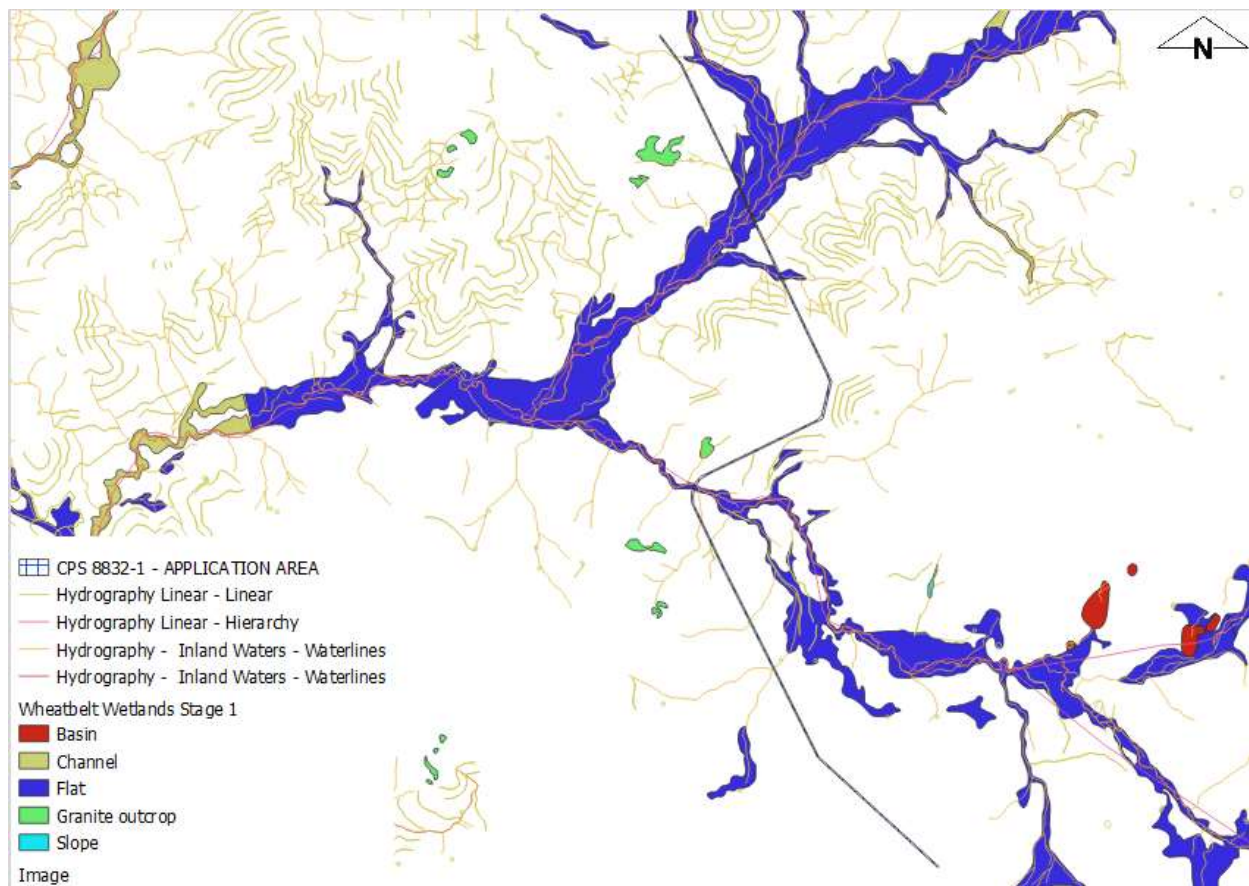 N
CPS 8832-1 - APPLICATION AREA
Hydrography Linear - Linear
Hydrography Linear - Hierarchy
Hydrography - Inland Waters - Waterlines
Hydrography - Inland Waters - Waterlines
Wheatbelt Wetlands Stage 1
Basin
Channel
Flat
Granite outcrop
Slope
Image